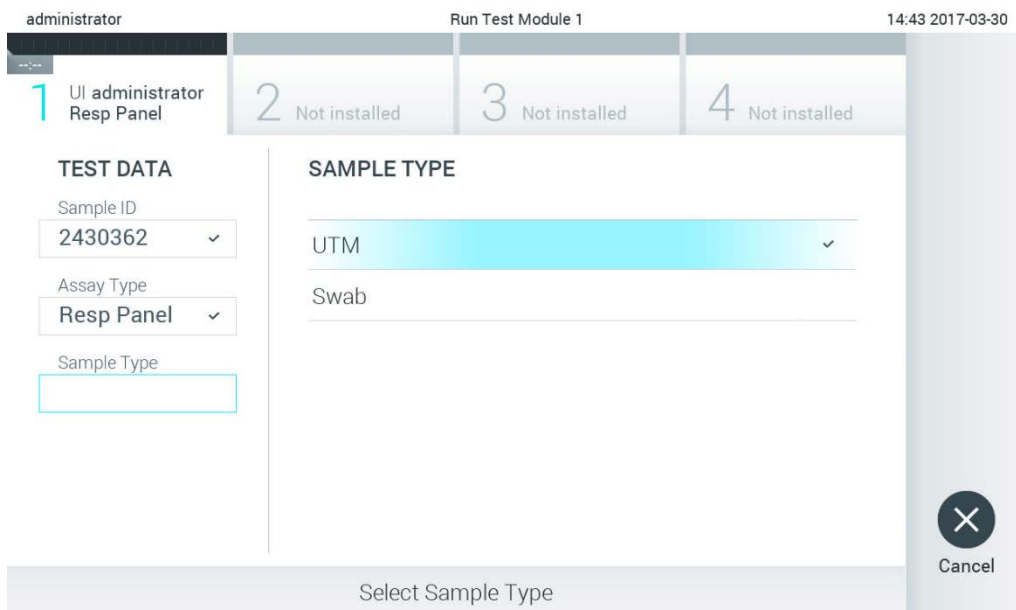 administrator
Run Test Module 1
14:43 2017-03-30
--:--
1
UI administrator
Resp Panel
2 Not installed
3 Not installed
4 Not installed
TEST DATA
Sample ID
2430362
Assay Type
Resp Panel
Sample Type
SAMPLE TYPE
UTM
Swab
Cancel
Select Sample Type